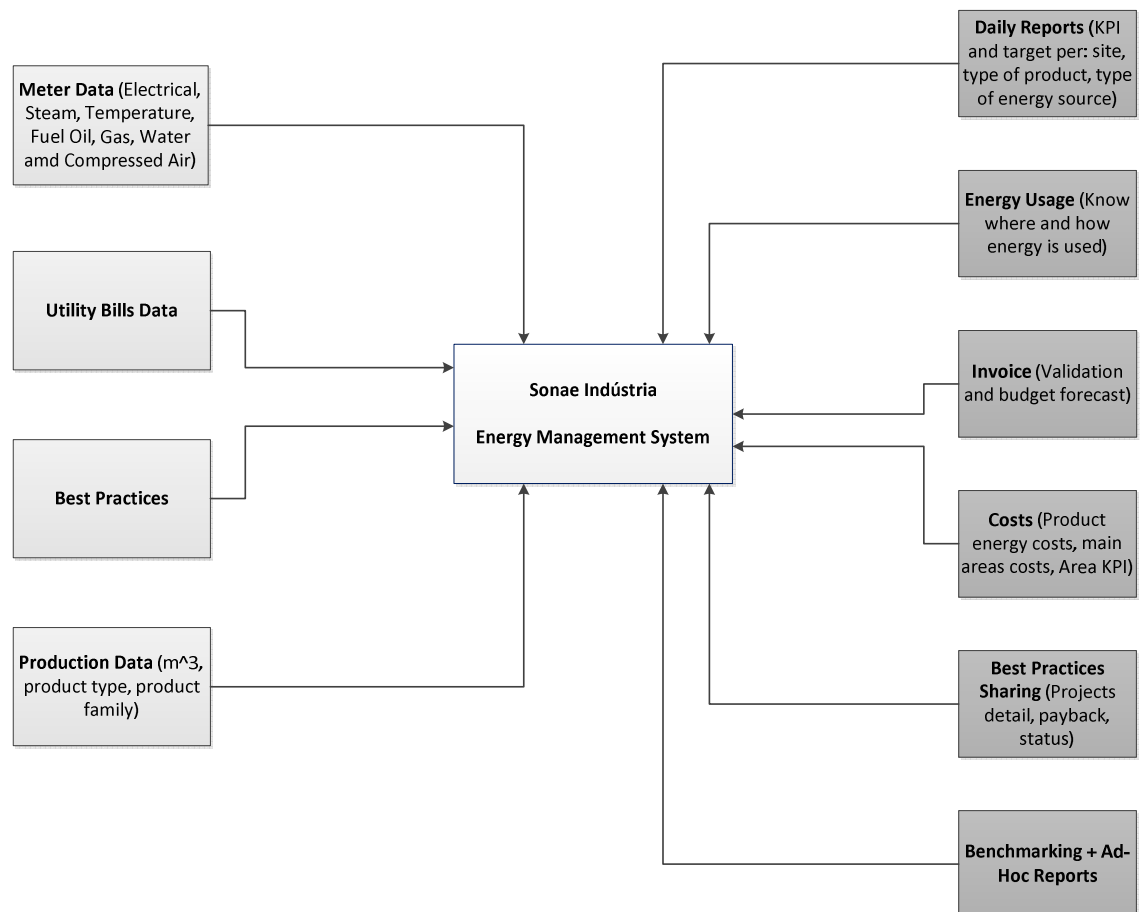 Meter Data (Electrical,
Steam, Temperature,
Fuel Oil, Gas, Water
amd Compressed Air)
Utility Bills Data
Best Practices
Production Data (m^3,
product type, product
family)
Sonae Indústria
Energy Management System
Daily Reports (KPI
and target per: site,
type of product, type
of energy source)
Energy Usage (Know
where and how
energy is used)
Invoice (Validation
and budget forecast)
Costs (Product
energy costs, main
areas costs, Area KPI)
Best Practices
Sharing (Projects
detail, payback,
status)
Benchmarking + Ad-
Hoc Reports